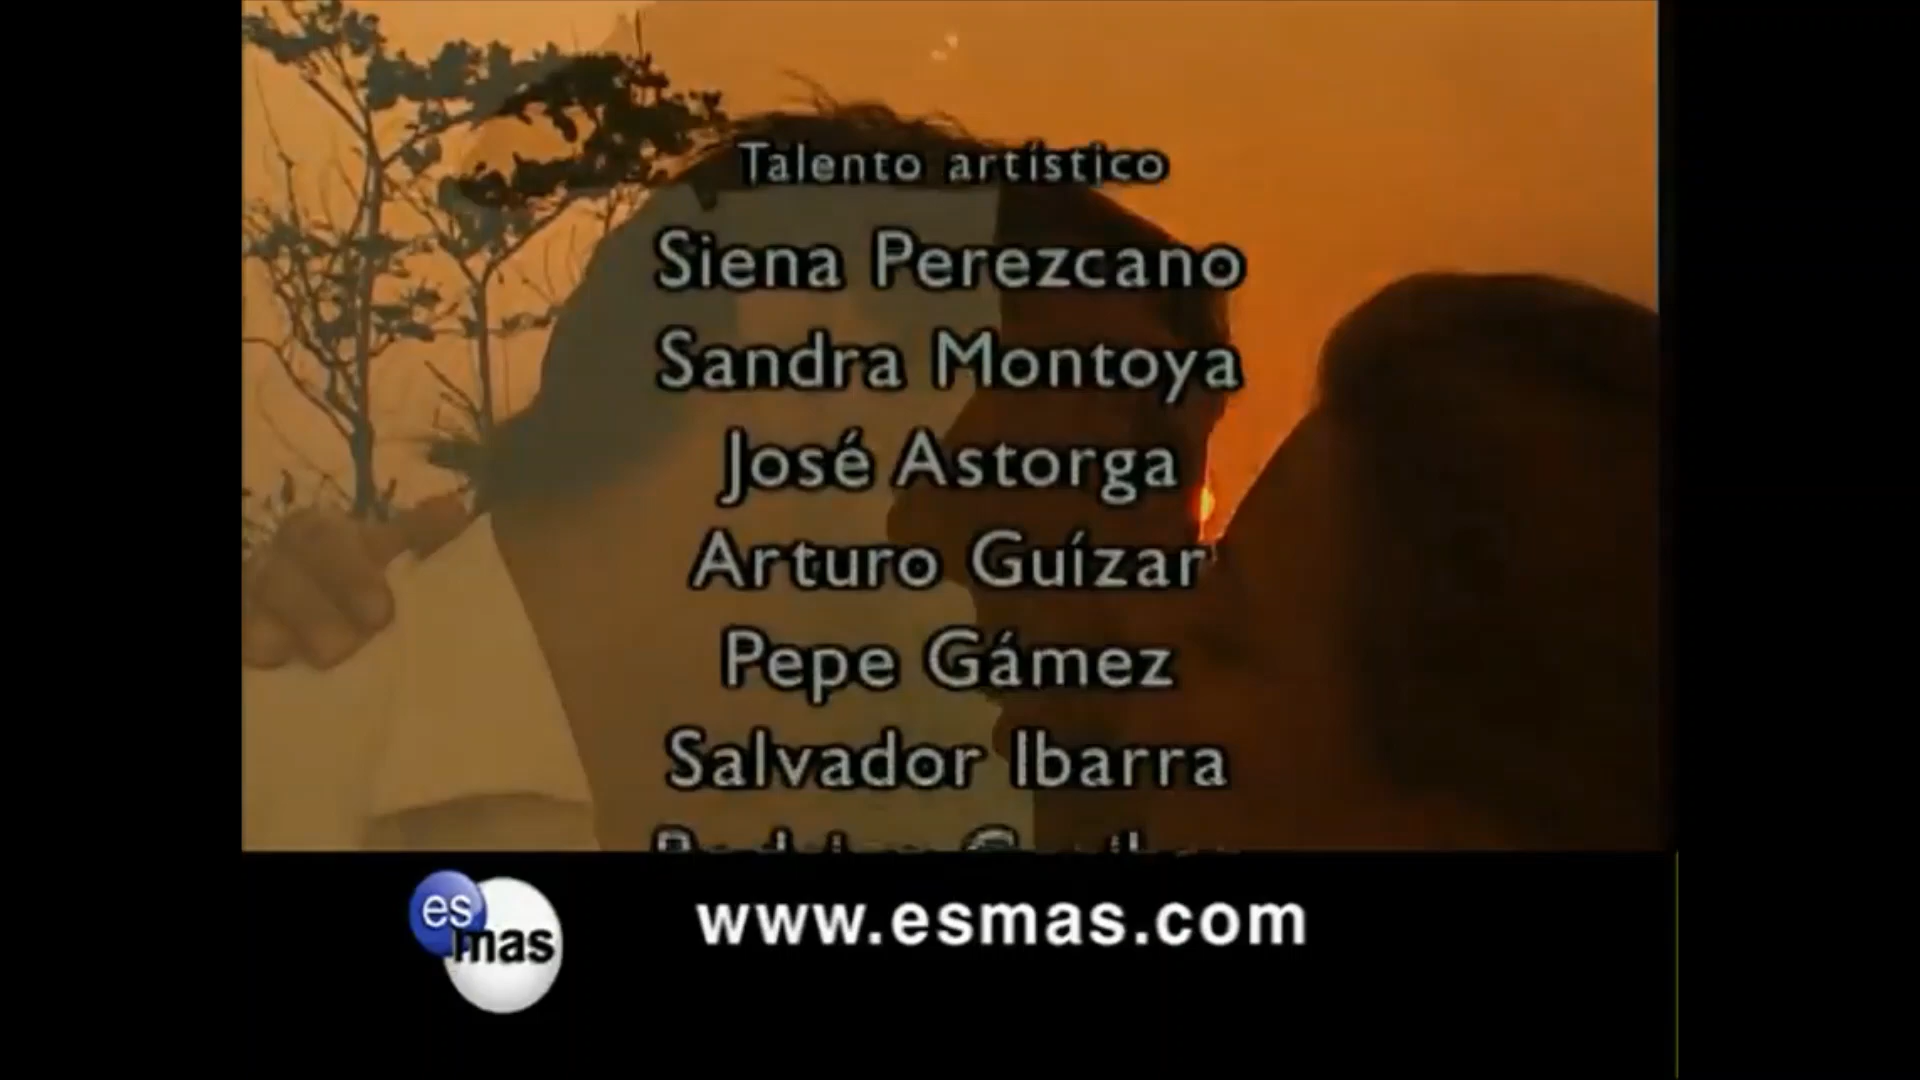 Talento artístico
Siena Perezcano
Sandra Montoya
José Astorga
Arturo Guízar
Pepe Gámez
Salvador Ibarra
es
mas
www.esmas.com